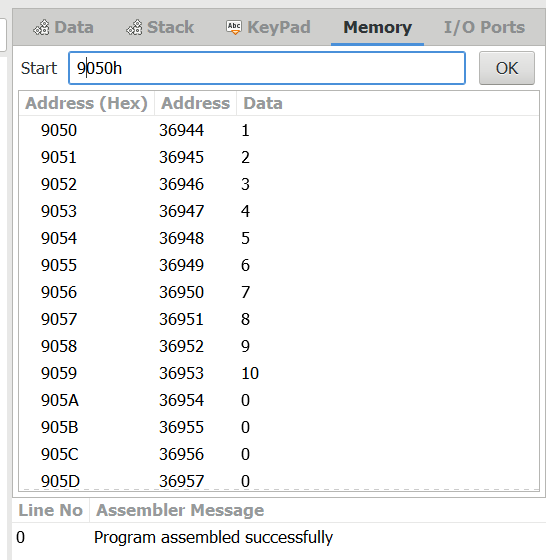 Data Stack Abc KeyPad Memory I/O Ports
Start 9050h OK
Address (Hex) Address Data
9050 36944 1
9051 36945 2
9052 36946 3
9053 36947 4
9054 36948 5
9055 36949 6
9056 36950 7
9057 36951 8
9058 36952 9
9059 36953 10
905A 36954 0
905B 36955 0
905C 36956 0
905D 36957 0
Line No Assembler Message
0 Program assembled successfully